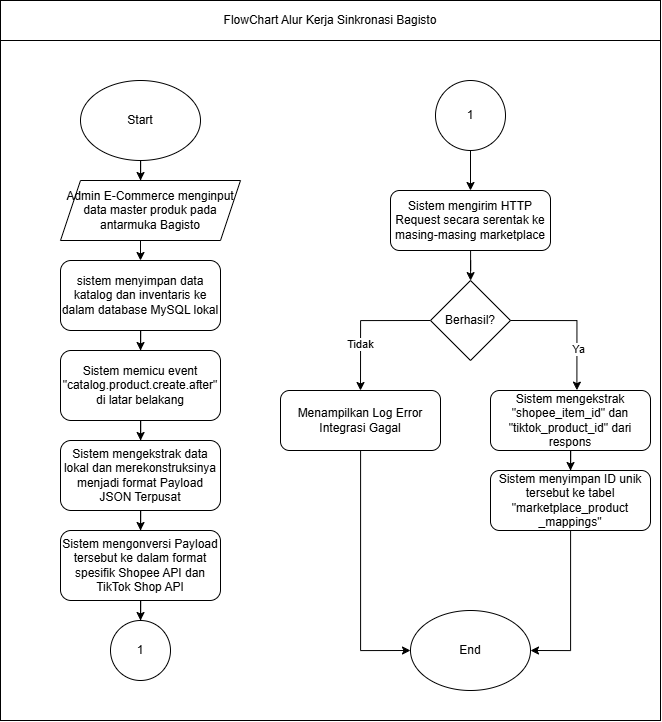 FlowChart Alur Kerja Sinkronasi Bagisto
Start
Admin E-Commerce menginput
data master produk pada
antarmuka Bagisto
sistem menyimpan data
katalog dan inventaris ke
dalam database MySQL lokal
Sistem memicu event
"catalog.product.create.after"
di latar belakang
Sistem mengekstrak data
lokal dan merekonstruksinya
menjadi format Payload
JSON Terpusat
Sistem mengonversi Payload
tersebut ke dalam format
spesifik Shopee API dan
TikTok Shop API
1
1
Sistem mengirim HTTP
Request secara serentak ke
masing-masing marketplace
Berhasil?
Tidak
Ya
Menampilkan Log Error
Integrasi Gagal
Sistem mengekstrak
"shopee_item_id" dan
"tiktok_product_id" dari
respons
Sistem menyimpan ID unik
tersebut ke tabel
"marketplace_product
_mappings"
End